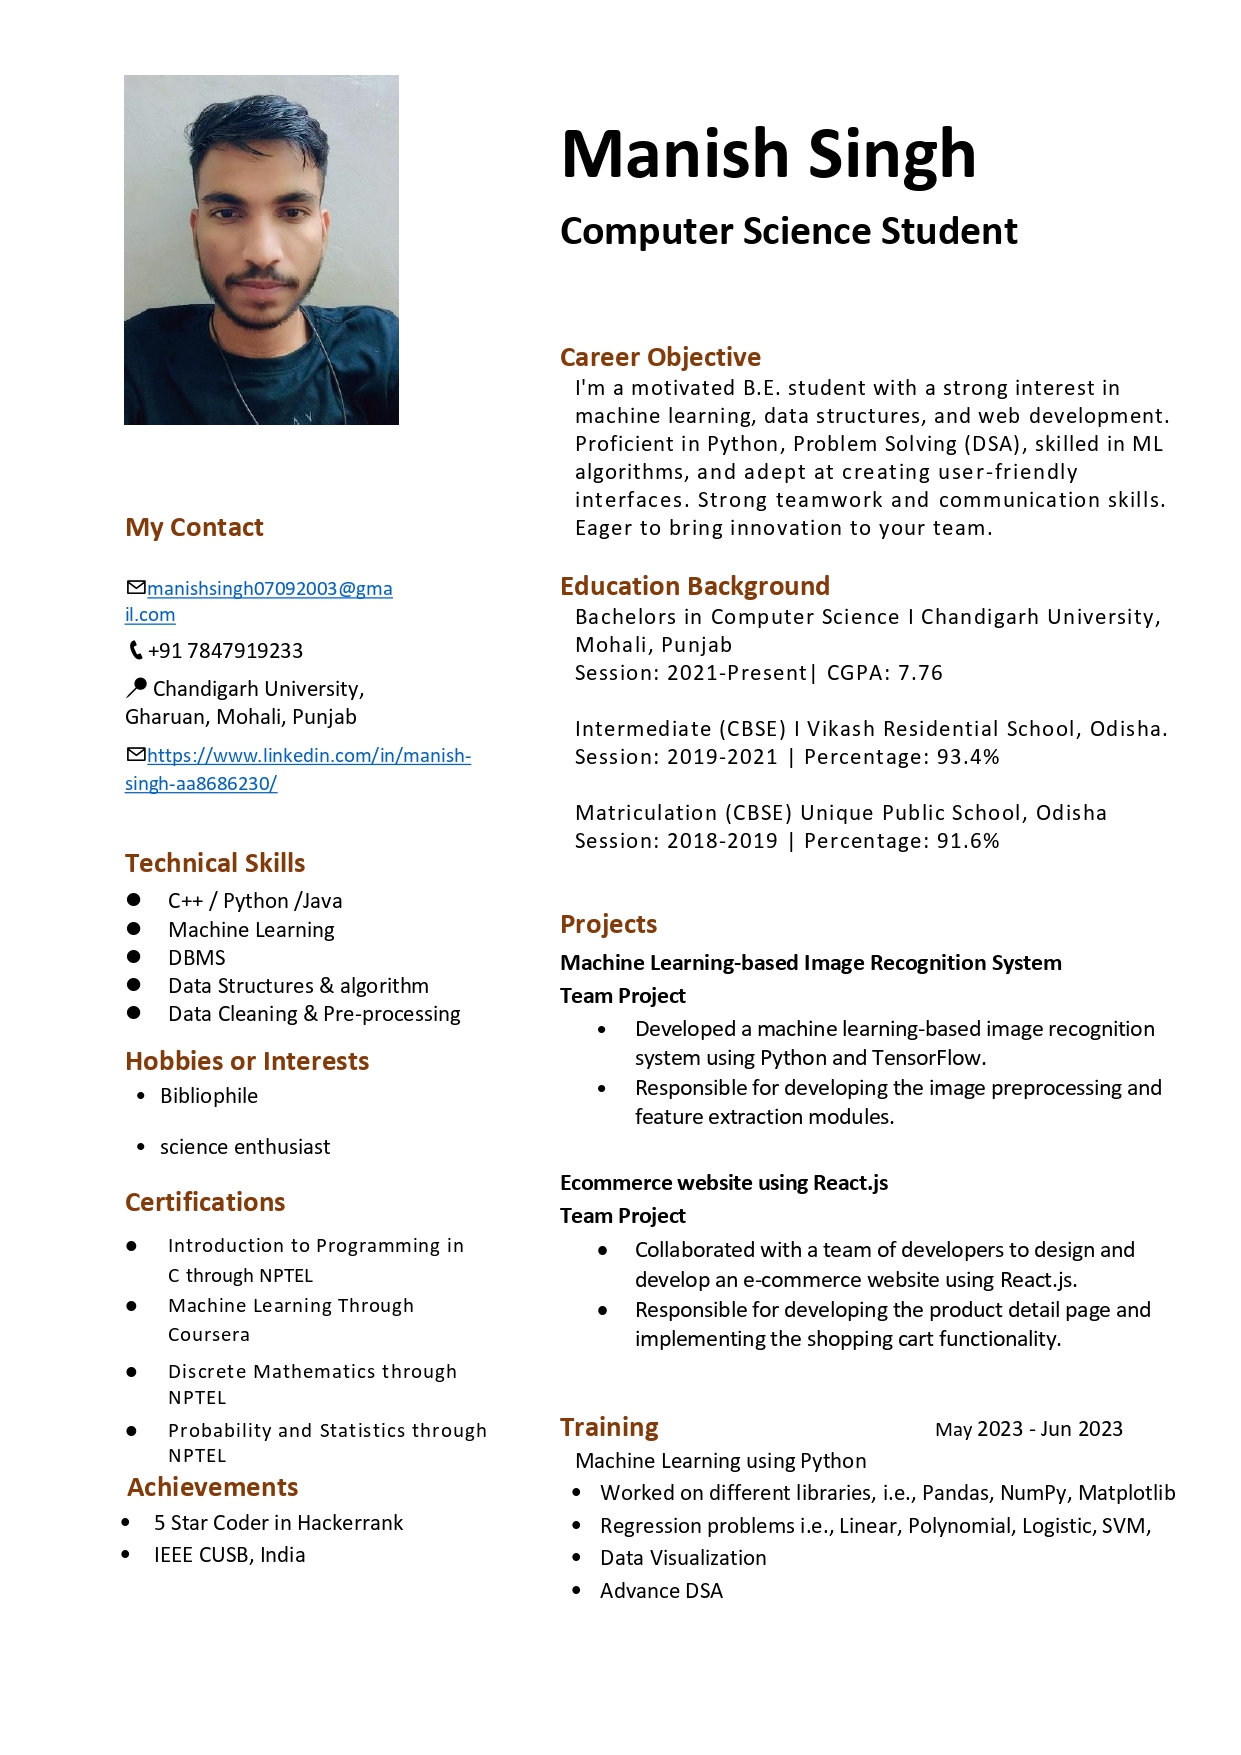 Manish Singh
Computer Science Student
My Contact
manishsingh07092003@gma
il.com
+91 7847919233
Chandigarh University,
Gharuan, Mohali, Punjab
https://www.linkedin.com/in/manish-
singh-aa8686230/
Technical Skills
● C++ / Python /Java
● Machine Learning
● DBMS
● Data Structures & algorithm
● Data Cleaning & Pre-processing
Hobbies or Interests
• Bibliophile
• science enthusiast
Certifications
● Introduction to Programming in
C through NPTEL
● Machine Learning Through
Coursera
● Discrete Mathematics through
NPTEL
● Probability and Statistics through
NPTEL
Achievements
• 5 Star Coder in Hackerrank
• IEEE CUSB, India
Career Objective
I'm a motivated B.E. student with a strong interest in
machine learning, data structures, and web development.
Proficient in Python, Problem Solving (DSA), skilled in ML
algorithms, and adept at creating user-friendly
interfaces. Strong teamwork and communication skills.
Eager to bring innovation to your team.
Education Background
Bachelors in Computer Science I Chandigarh University,
Mohali, Punjab
Session: 2021-Present| CGPA: 7.76
Intermediate (CBSE) I Vikash Residential School, Odisha.
Session: 2019-2021 | Percentage: 93.4%
Matriculation (CBSE) Unique Public School, Odisha
Session: 2018-2019 | Percentage: 91.6%
Projects
Machine Learning-based Image Recognition System
Team Project
• Developed a machine learning-based image recognition
system using Python and TensorFlow.
• Responsible for developing the image preprocessing and
feature extraction modules.
Ecommerce website using React.js
Team Project
● Collaborated with a team of developers to design and
develop an e-commerce website using React.js.
● Responsible for developing the product detail page and
implementing the shopping cart functionality.
Training May 2023 - Jun 2023
Machine Learning using Python
• Worked on different libraries, i.e., Pandas, NumPy, Matplotlib
• Regression problems i.e., Linear, Polynomial, Logistic, SVM,
• Data Visualization
• Advance DSA